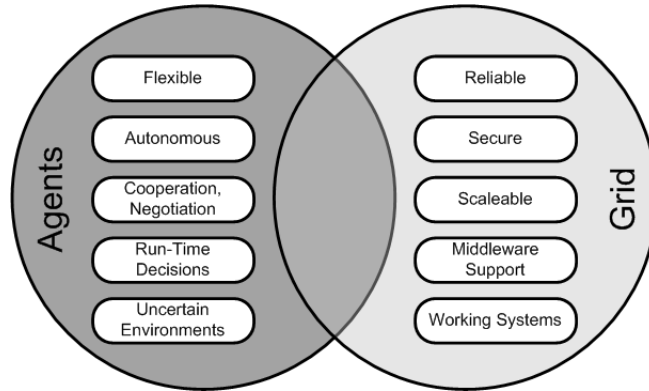 Agents
Flexible
Autonomous
Cooperation,
Negotiation
Run-Time
Decisions
Uncertain
Environments
Reliable
Secure
Scaleable
Middleware
Support
Working Systems
Grid